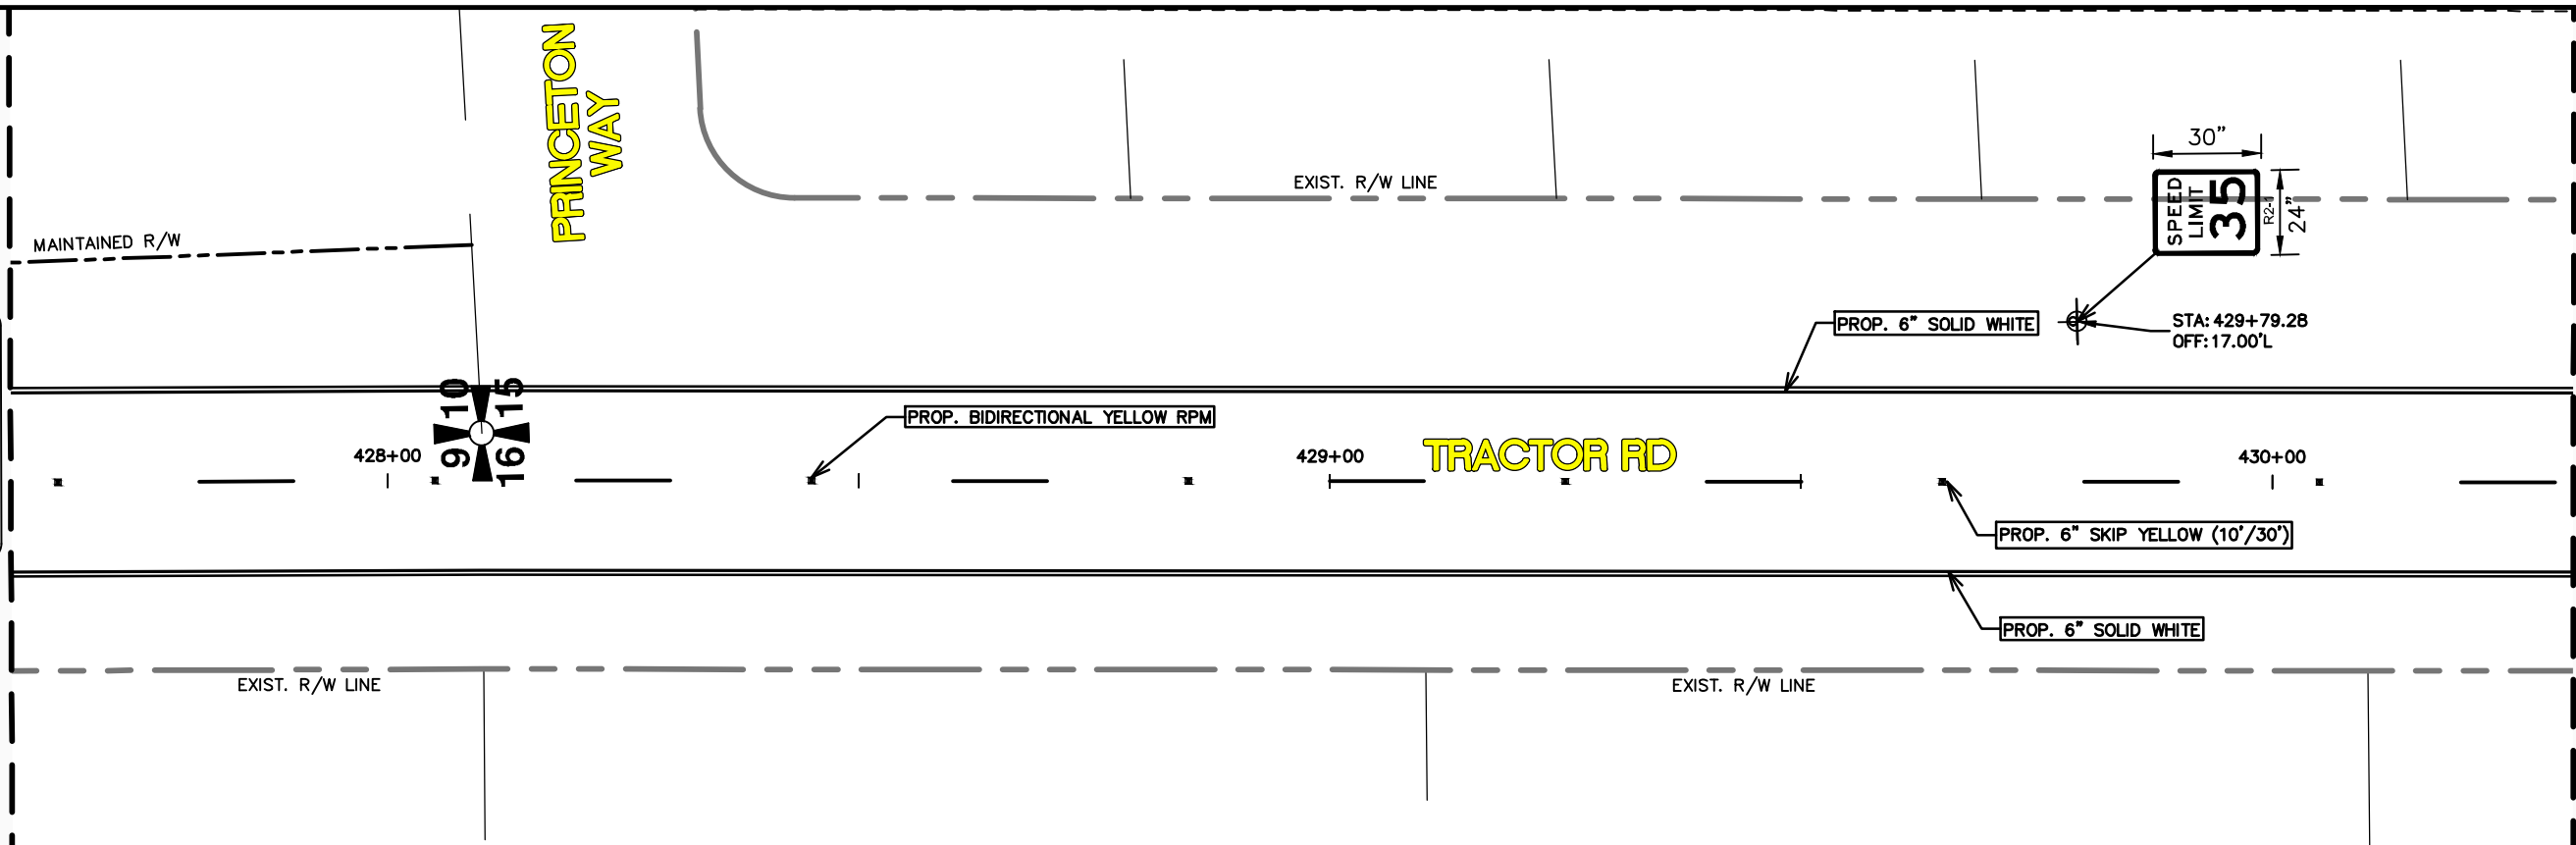 PRINCETON
WAY
30"
SPEED
LIMIT
35
R2-1
24"
EXIST. R/W LINE
MAINTAINED R/W
PROP. 6" SOLID WHITE
STA: 429+79.28
OFF: 17.00'L
9 10
16 15
PROP. BIDIRECTIONAL YELLOW RPM
428+00
429+00
TRACTOR RD
430+00
PROP. 6" SKIP YELLOW (10'/30')
PROP. 6" SOLID WHITE
EXIST. R/W LINE
EXIST. R/W LINE